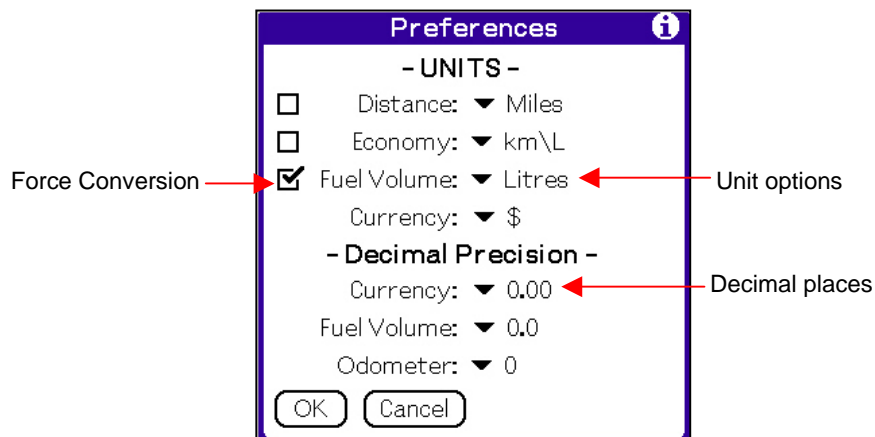 Preferences
- UNITS -
Distance: Miles
Economy: km\L
Force Conversion Fuel Volume: Litres Unit options
Currency: $
- Decimal Precision -
Currency: 0.00 Decimal places
Fuel Volume: 0.0
Odometer: 0
OK Cancel